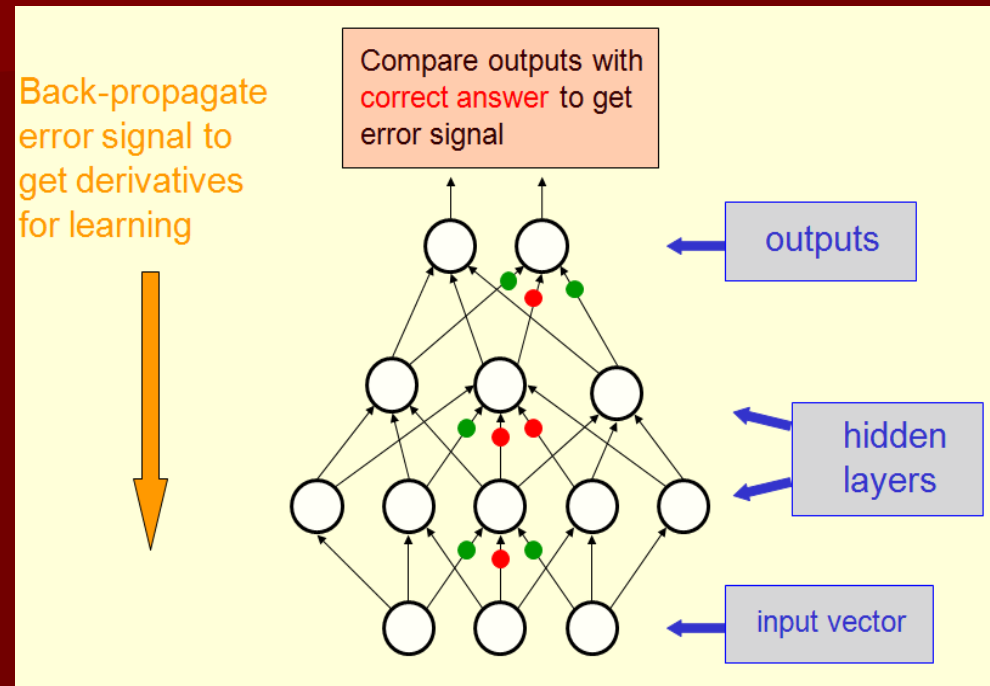 Back-propagate
error signal to
get derivatives
for learning
Compare outputs with
correct answer to get
error signal
outputs
hidden
layers
input vector